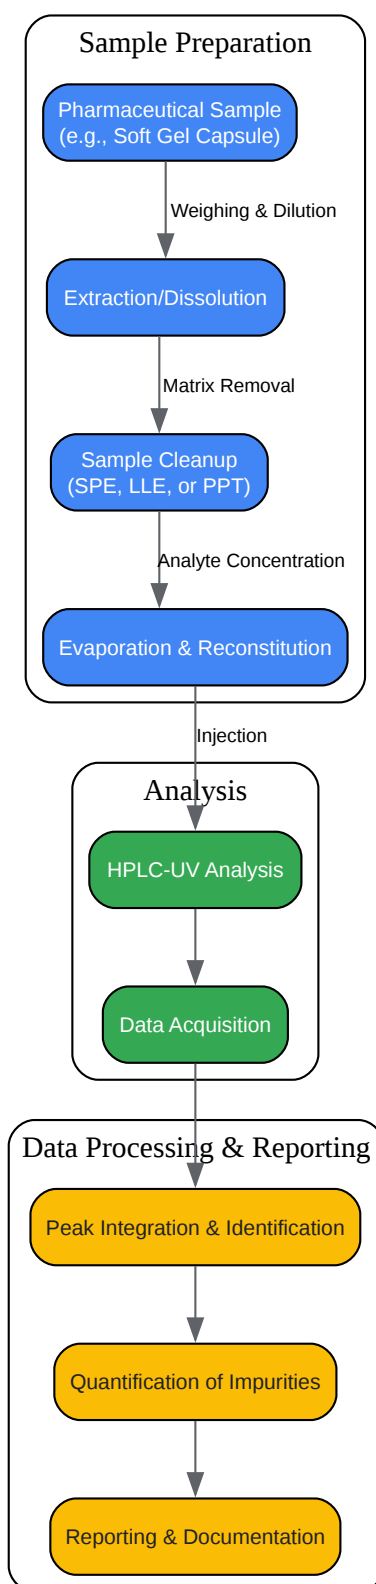 Sample Preparation
Pharmaceutical Sample
(e.g., Soft Gel Capsule)
Weighing & Dilution
Extraction/Dissolution
Matrix Removal
Sample Cleanup
(SPE, LLE, or PPT)
Analyte Concentration
Evaporation & Reconstitution
Injection
Analysis
HPLC-UV Analysis
Data Acquisition
Data Processing & Reporting
Peak Integration & Identification
Quantification of Impurities
Reporting & Documentation